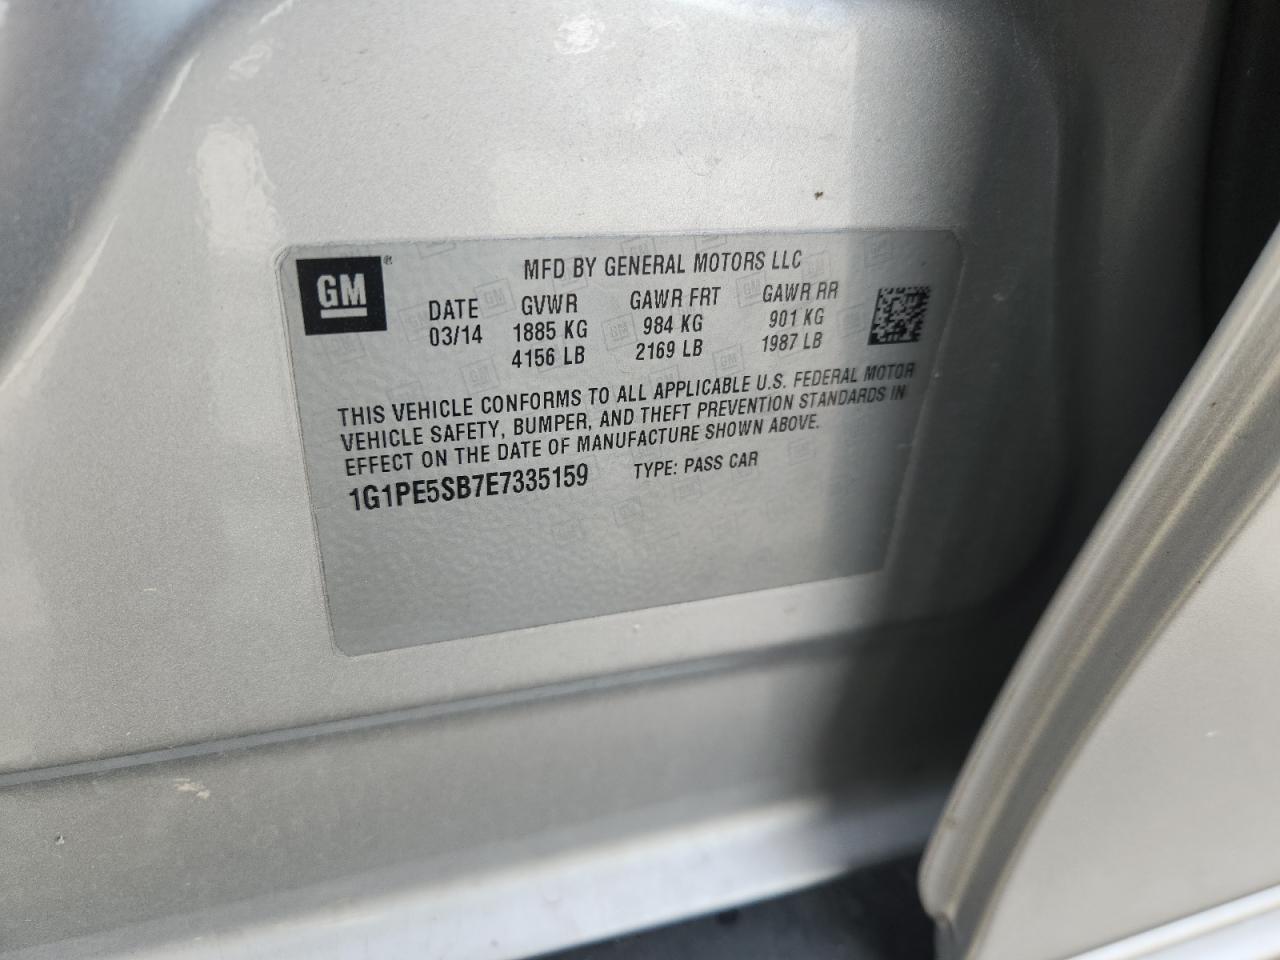 GM®
MFD BY GENERAL MOTORS LLC
DATE GVWR GAWR FRT GAWR RR
03/14 1885 KG 984 KG 901 KG
4156 LB 2169 LB 1987 LB
THIS VEHICLE CONFORMS TO ALL APPLICABLE U.S. FEDERAL MOTOR
VEHICLE SAFETY, BUMPER, AND THEFT PREVENTION STANDARDS IN
EFFECT ON THE DATE OF MANUFACTURE SHOWN ABOVE.
1G1PE5SB7E7335159 TYPE: PASS CAR